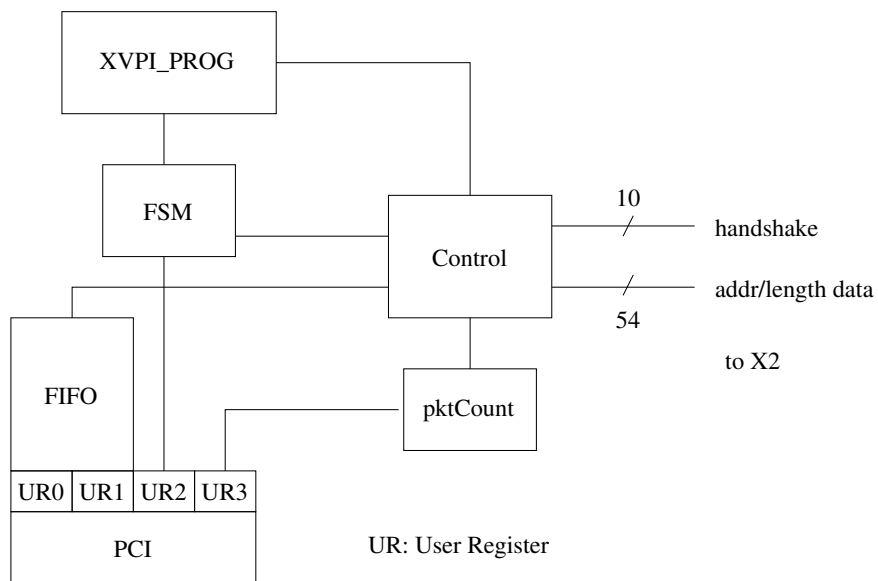 XVPI_PROG
FSM
10
handshake
Control
addr/length data
54
to X2
FIFO
pktCount
UR0 UR1 UR2 UR3
PCI
UR: User Register